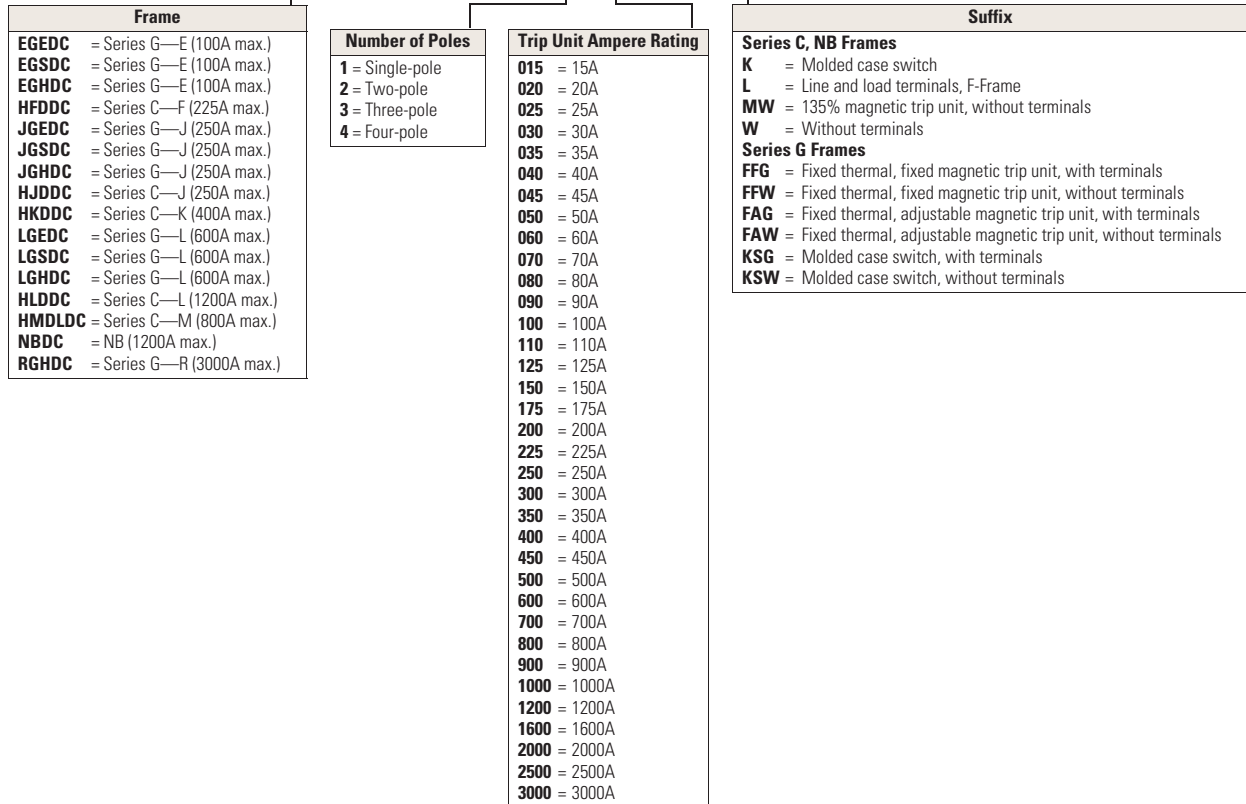 Frame
EGEDC = Series G—E (100A max.)
EGSDC = Series G—E (100A max.)
EGHDC = Series G—E (100A max.)
HFDDC = Series C—F (225A max.)
JGEDC = Series G—J (250A max.)
JGSDC = Series G—J (250A max.)
JGHDC = Series G—J (250A max.)
HJDDC = Series C—J (250A max.)
HKDDC = Series C—K (400A max.)
LGEDC = Series G—L (600A max.)
LGSDC = Series G—L (600A max.)
LGHDC = Series G—L (600A max.)
HLDDC = Series C—L (1200A max.)
HMDLDC = Series C—M (800A max.)
NBDC = NB (1200A max.)
RGHDC = Series G—R (3000A max.)
Number of Poles
1 = Single-pole
2 = Two-pole
3 = Three-pole
4 = Four-pole
Trip Unit Ampere Rating
015 = 15A
020 = 20A
025 = 25A
030 = 30A
035 = 35A
040 = 40A
045 = 45A
050 = 50A
060 = 60A
070 = 70A
080 = 80A
090 = 90A
100 = 100A
110 = 110A
125 = 125A
150 = 150A
175 = 175A
200 = 200A
225 = 225A
250 = 250A
300 = 300A
350 = 350A
400 = 400A
450 = 450A
500 = 500A
600 = 600A
700 = 700A
800 = 800A
900 = 900A
1000 = 1000A
1200 = 1200A
1600 = 1600A
2000 = 2000A
2500 = 2500A
3000 = 3000A
Suffix
Series C, NB Frames
K = Molded case switch
L = Line and load terminals, F-Frame
MW = 135% magnetic trip unit, without terminals
W = Without terminals
Series G Frames
FFG = Fixed thermal, fixed magnetic trip unit, with terminals
FFW = Fixed thermal, fixed magnetic trip unit, without terminals
FAG = Fixed thermal, adjustable magnetic trip unit, with terminals
FAW = Fixed thermal, adjustable magnetic trip unit, without terminals
KSG = Molded case switch, with terminals
KSW = Molded case switch, without terminals